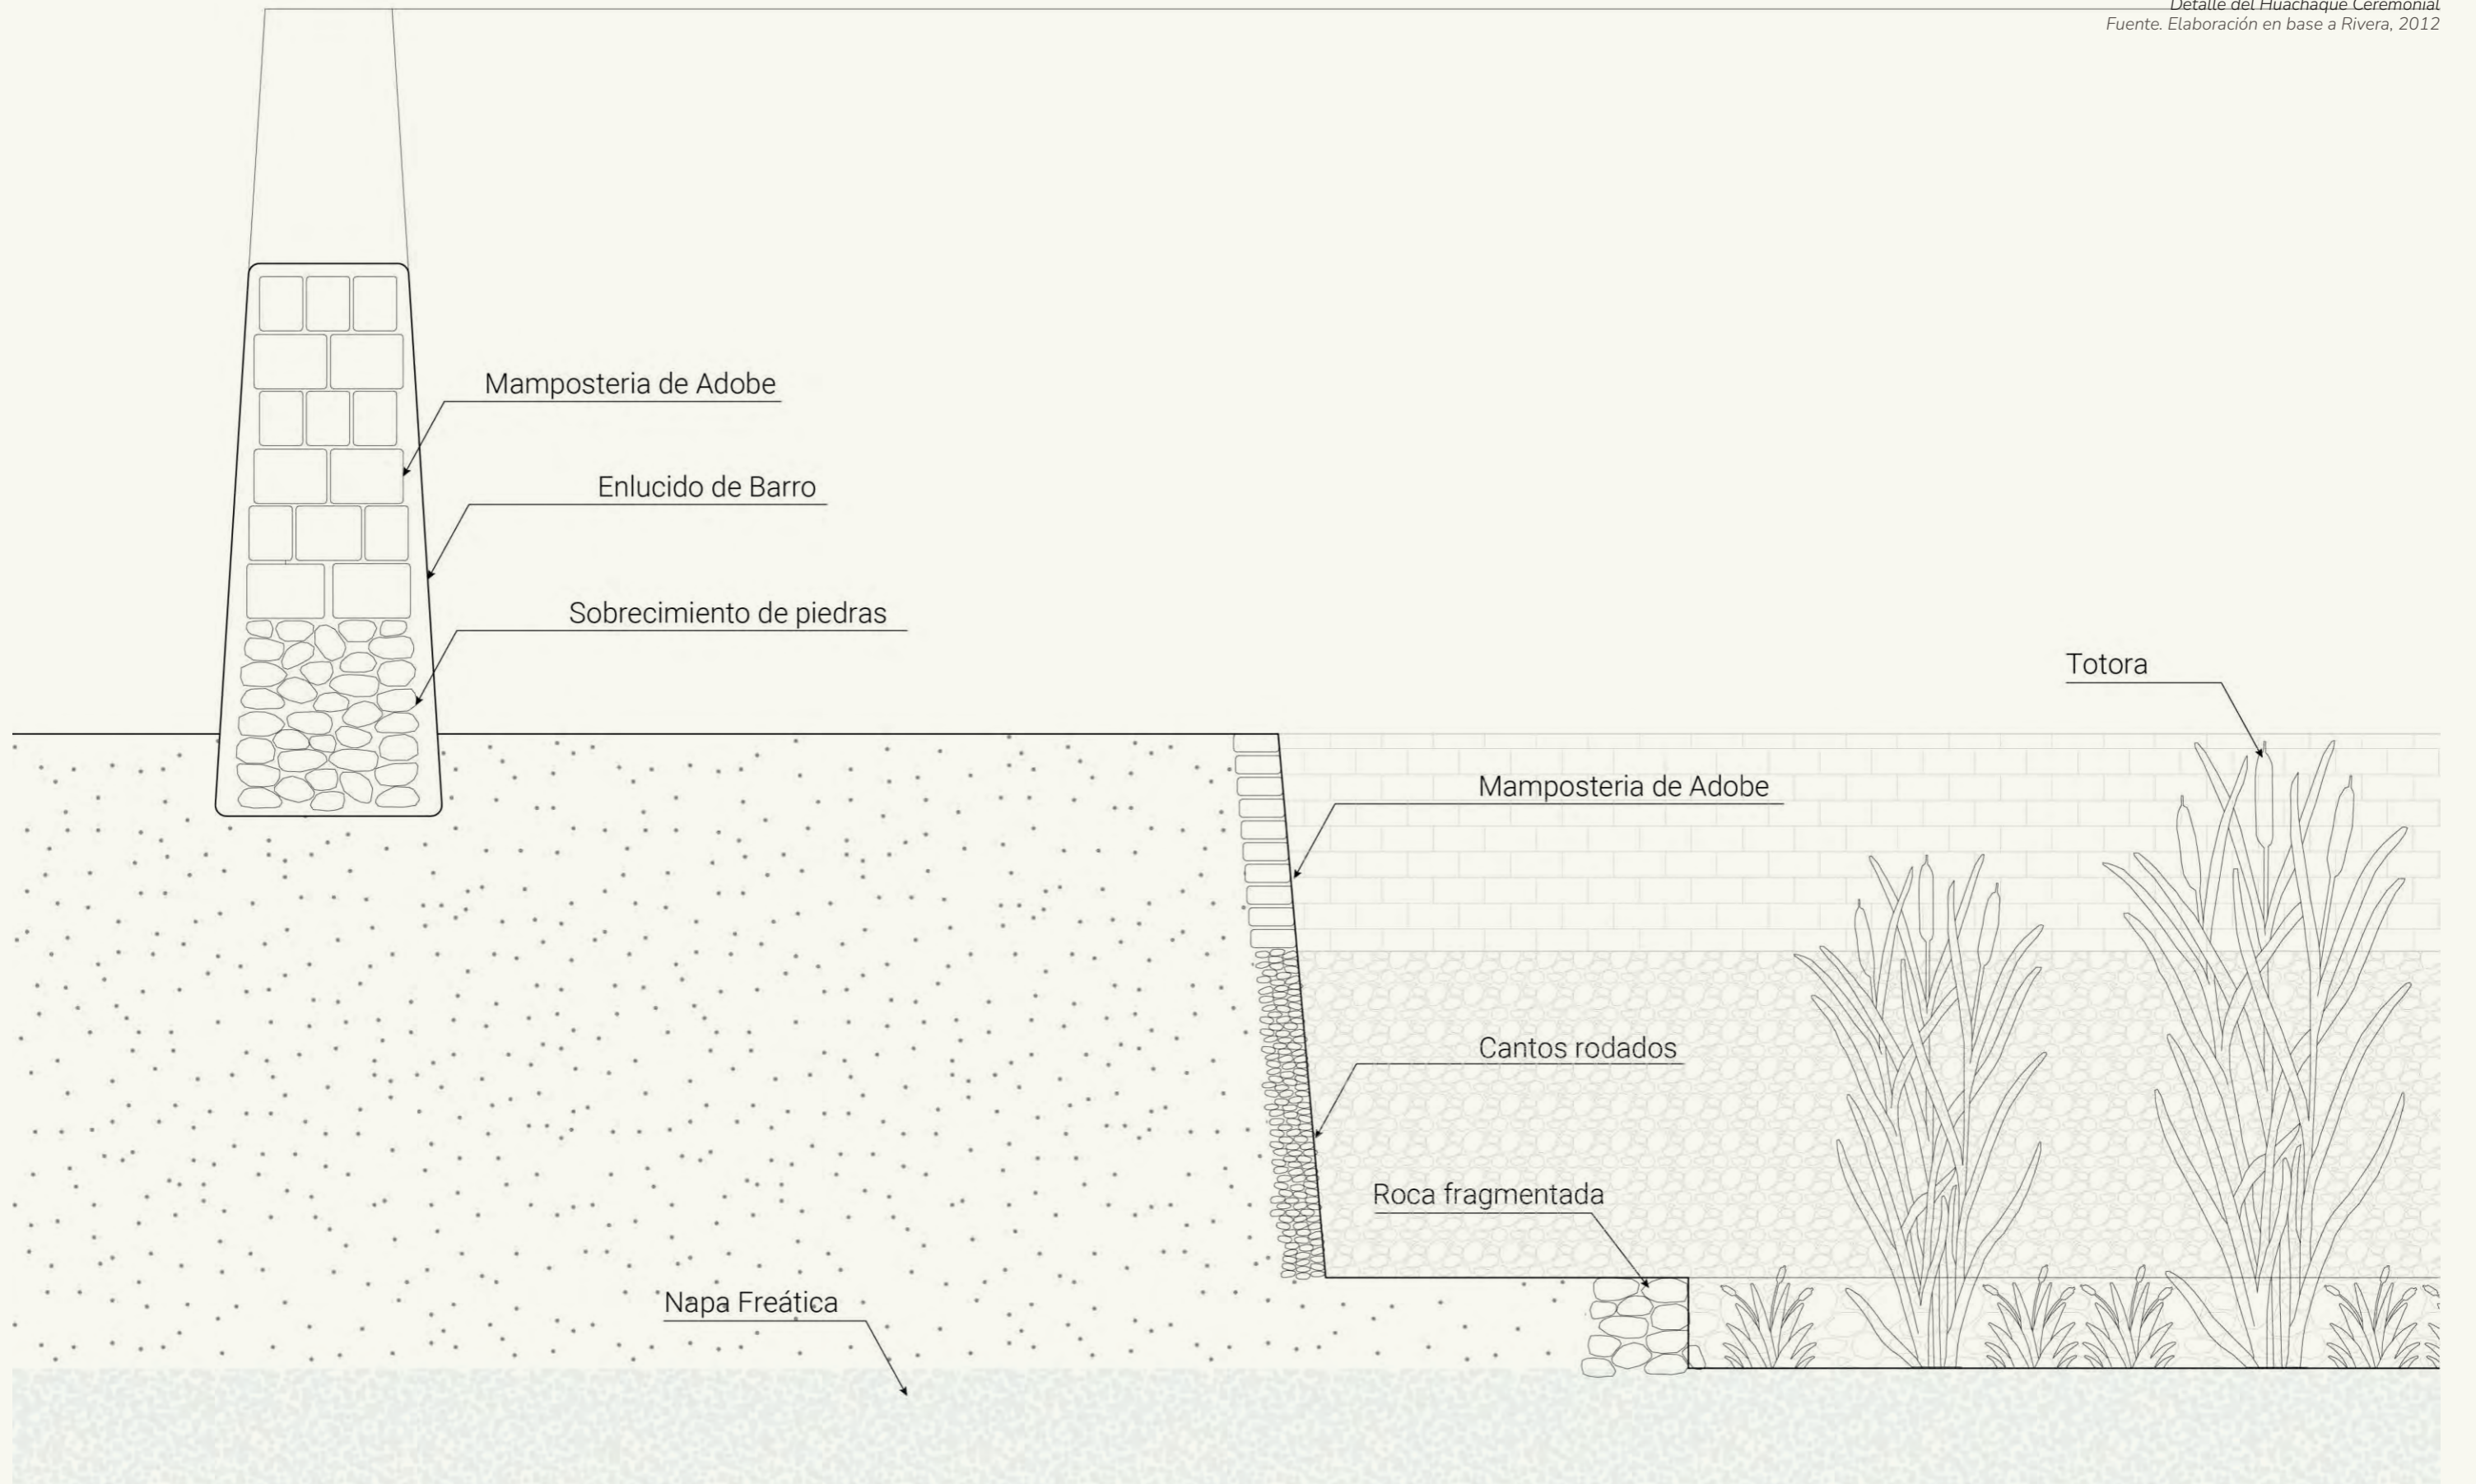 Detalle del Huachaque Ceremonial
Fuente. Elaboración en base a Rivera, 2012
Mamposteria de Adobe
Enlucido de Barro
Sobrecimiento de piedras
Totora
Mamposteria de Adobe
Cantos rodados
Roca fragmentada
Napa Freática